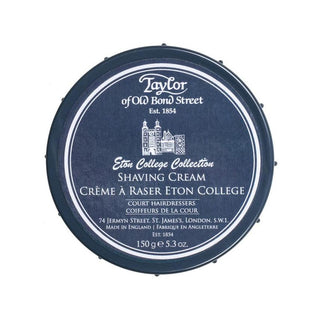 Taylor
of Old Bond Street
Est. 1854
Eton College Collection
SHAVING CREAM
CRÈME À RASER ETON COLLEGE
COURT HAIRDRESSERS
COIFFEURS DE LA COUR
74 JERMYN STREET, ST. JAMES'S, LONDON, S.W.1
MADE IN ENGLAND / FABRIQUE EN ANGLETERRE
EST. 1854
150 g e 5.3 oz.